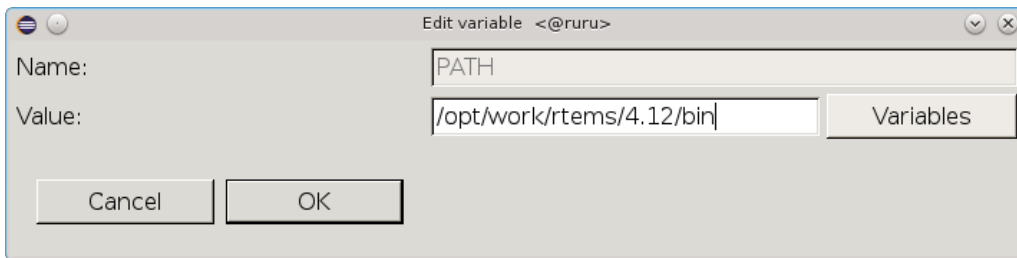 Edit variable <@ruru>
Name: PATH
Value: /opt/work/rtems/4.12/bin Variables
Cancel OK